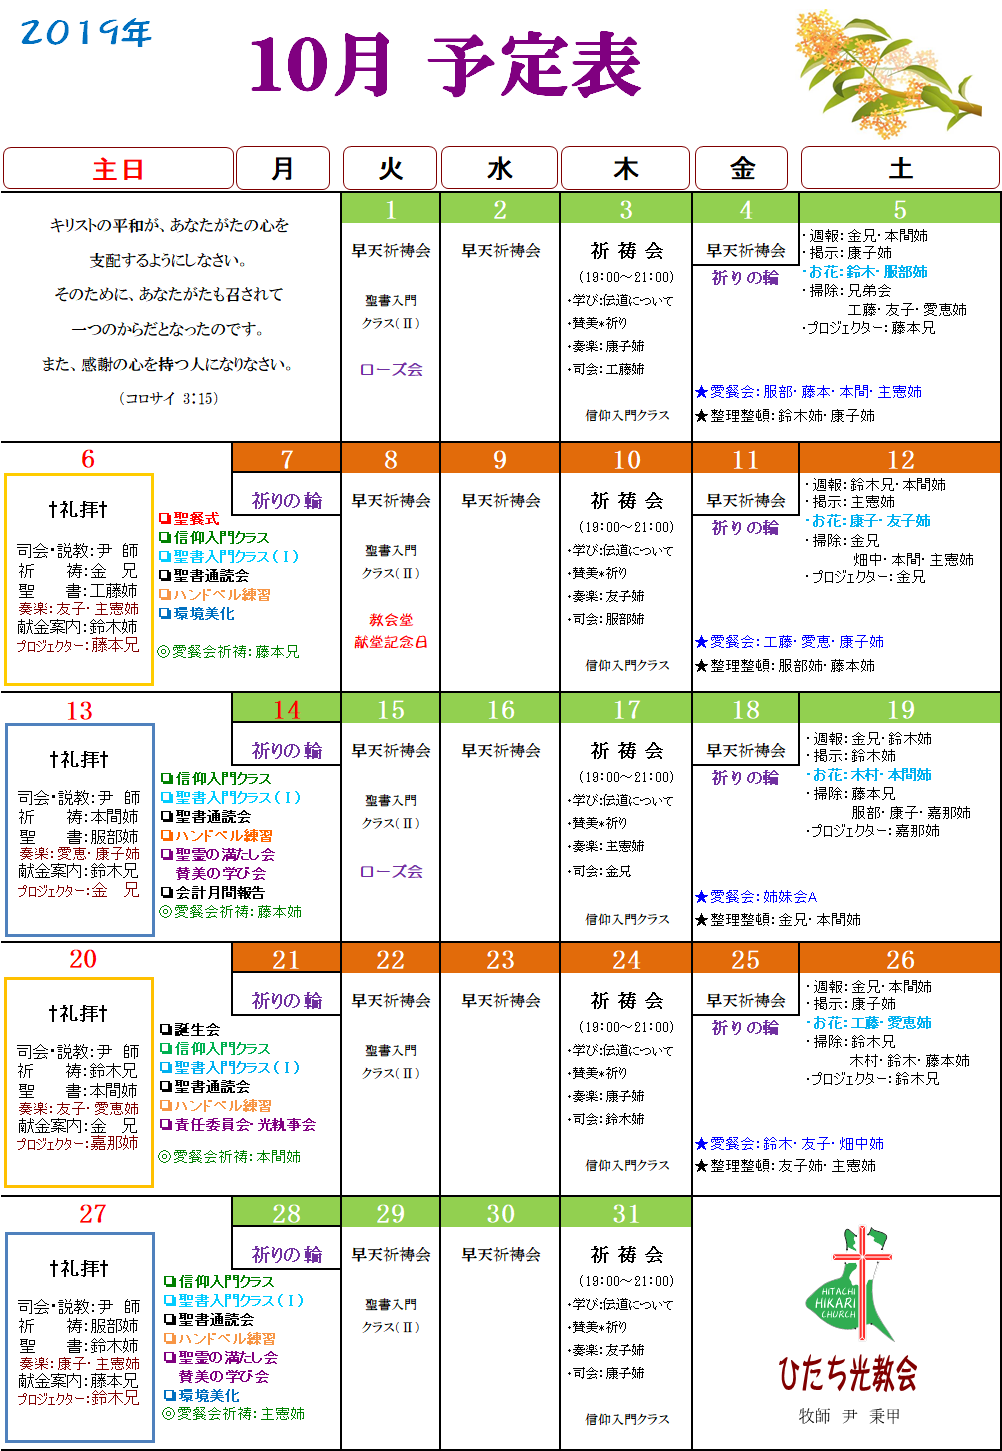 2019年
10月 予定表
主日
月
火
水
木
金
土
キリストの平和が、あなたがたの心を
支配するようにしなさい。
そのために、あなたがたも召されて
一つのからだとなったのです。
また、感謝の心を持つ人になりなさい。
(コロサイ 3:15)
1
早天祈祷会
聖書入門
クラス(Ⅱ)
ローズ会
2
早天祈祷会
3
祈 祷 会
(19:00~21:00)
・学び:伝道について
・賛美*祈り
・奏楽:康子姉
・司会:工藤姉
信仰入門クラス
4
早天祈祷会
祈りの輪
5
・週報:金兄・本間姉
・掲示:康子姉
・お花:鈴木・服部姉
・掃除:兄弟会
工藤・友子・愛恵姉
・プロジェクター:藤本兄
★愛餐会:服部・藤本・本間・主憲姉
★整理整頓:鈴木姉・康子姉
6
†礼拝†
司会・説教:尹 師
祈 祷:金 兄
聖 書:工藤姉
奏楽:友子・主憲姉
献金案内:鈴木姉
プロジェクター:藤本兄
❏聖餐式
❏信仰入門クラス
❏聖書入門クラス(Ⅰ)
❏聖書通読会
❏ハンドベル練習
❏環境美化
◎愛餐会祈祷:藤本兄
7
祈りの輪
8
早天祈祷会
聖書入門
クラス(Ⅱ)
教会堂
献堂記念日
9
早天祈祷会
10
祈 祷 会
(19:00~21:00)
・学び:伝道について
・賛美*祈り
・奏楽:友子姉
・司会:服部姉
信仰入門クラス
11
早天祈祷会
祈りの輪
12
・週報:鈴木兄・本間姉
・掲示:主憲姉
・お花:康子・友子姉
・掃除:金兄
畑中・本間・主憲姉
・プロジェクター:金兄
★愛餐会:工藤・愛恵・康子姉
★整理整頓:服部姉・藤本姉
13
†礼拝†
司会・説教:尹 師
祈 祷:本間姉
聖 書:服部姉
奏楽:愛恵・康子姉
献金案内:鈴木兄
プロジェクター:金 兄
❏信仰入門クラス
❏聖書入門クラス(Ⅰ)
❏聖書通読会
❏ハンドベル練習
❏聖霊の満たし会
賛美の学び会
❏会計月間報告
◎愛餐会祈祷:藤本姉
14
祈りの輪
15
早天祈祷会
聖書入門
クラス(Ⅱ)
ローズ会
16
早天祈祷会
17
祈 祷 会
(19:00~21:00)
・学び:伝道について
・賛美*祈り
・奏楽:主憲姉
・司会:金兄
信仰入門クラス
18
早天祈祷会
祈りの輪
19
・週報:金兄・鈴木姉
・掲示:鈴木姉
・お花:木村・本間姉
・掃除:藤本兄
服部・康子・嘉那姉
・プロジェクター:嘉那姉
★愛餐会:姉妹会A
★整理整頓:金兄・本間姉
20
†礼拝†
司会・説教:尹 師
祈 祷:鈴木兄
聖 書:本間姉
奏楽:友子・愛恵姉
献金案内:金 兄
プロジェクター:嘉那姉
❏誕生会
❏信仰入門クラス
❏聖書入門クラス(Ⅰ)
❏聖書通読会
❏ハンドベル練習
❏責任委員会・光執事会
◎愛餐会祈祷:本間姉
21
祈りの輪
22
早天祈祷会
聖書入門
クラス(Ⅱ)
23
早天祈祷会
24
祈 祷 会
(19:00~21:00)
・学び:伝道について
・賛美*祈り
・奏楽:康子姉
・司会:鈴木姉
信仰入門クラス
25
早天祈祷会
祈りの輪
26
・週報:金兄・本間姉
・掲示:康子姉
・お花:工藤・愛恵姉
・掃除:鈴木兄
木村・鈴木・藤本姉
・プロジェクター:鈴木兄
★愛餐会:鈴木・友子・畑中姉
★整理整頓:友子姉・主憲姉
27
†礼拝†
司会・説教:尹 師
祈 祷:服部姉
聖 書:鈴木姉
奏楽:康子・主憲姉
献金案内:藤本兄
プロジェクター:鈴木兄
❏信仰入門クラス
❏聖書入門クラス(Ⅰ)
❏聖書通読会
❏ハンドベル練習
❏聖霊の満たし会
賛美の学び会
❏環境美化
◎愛餐会祈祷:主憲姉
28
祈りの輪
29
早天祈祷会
聖書入門
クラス(Ⅱ)
30
早天祈祷会
31
祈 祷 会
(19:00~21:00)
・学び:伝道について
・賛美*祈り
・奏楽:友子姉
・司会:康子姉
信仰入門クラス
HITACHI
HIKARI
CHURCH
ひたち光教会
牧師 尹 秉甲